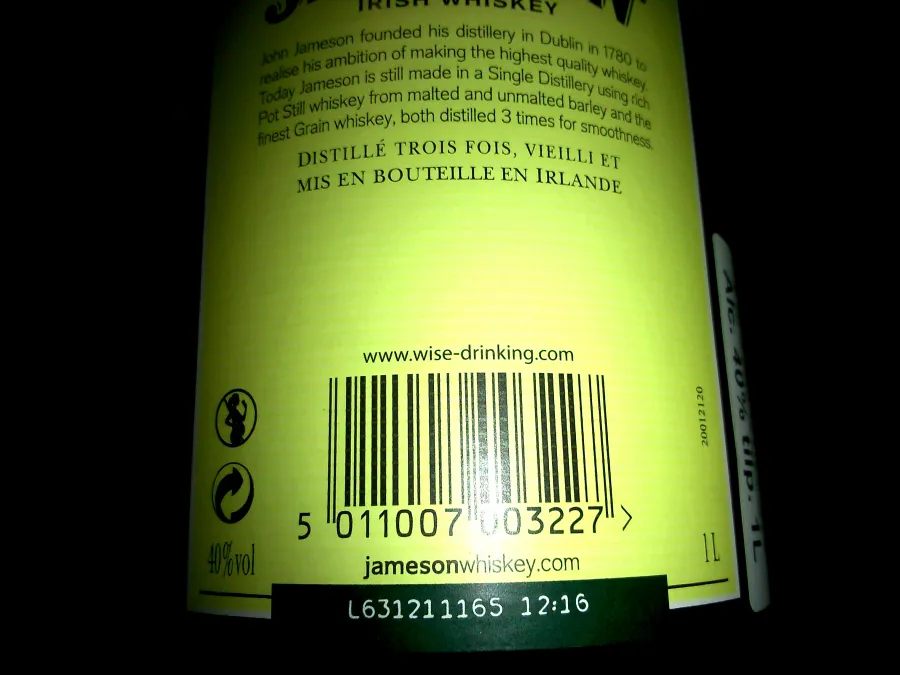 IRISH WHISKEY
John Jameson founded his distillery in Dublin in 1780 to
realise his ambition of making the highest quality whiskey.
Today Jameson is still made in a Single Distillery using rich
Pot Still whiskey from malted and unmalted barley and the
finest Grain whiskey, both distilled 3 times for smoothness.
DISTILLÉ TROIS FOIS, VIEILLI ET
MIS EN BOUTEILLE EN IRLANDE
www.wise-drinking.com
20012120
Alc. 40% tilp. 1L
5 011007 003227 >
40%vol
jamesonwhiskey.com
1L
L631211165 12:16